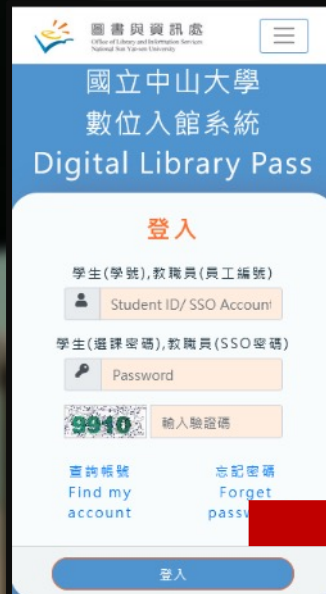 圖書與資訊處
Office of Library and Information Services
National Sun Yat-sen University
國立中山大學
數位入館系統
Digital Library Pass
登入
學生(學號),教職員(員工編號)
Student ID/ SSO Account
學生(選課密碼),教職員(SSO密碼)
Password
9910 輸入驗證碼
查詢帳號 忘記密碼
Find my Forget
account
登入